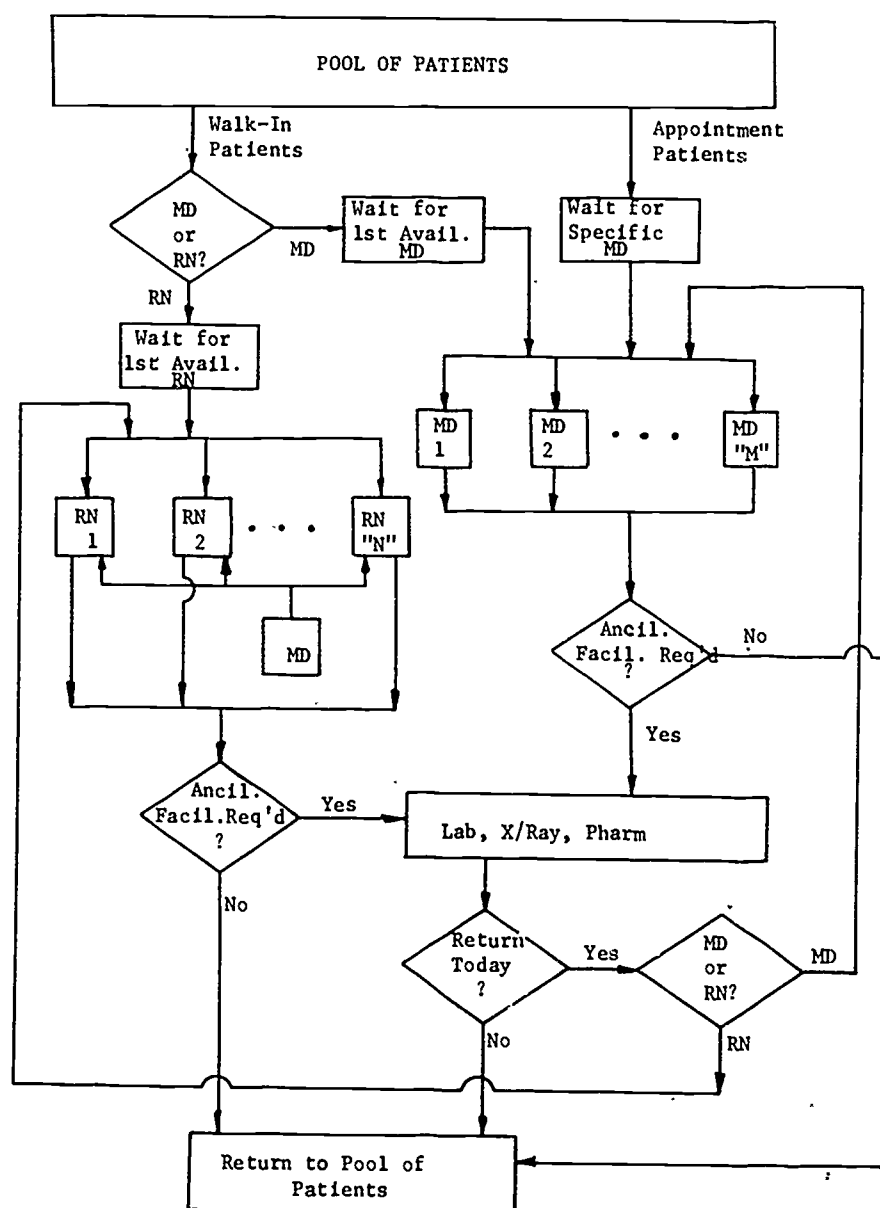 POOL OF PATIENTS
Walk-In
Patients
Appointment
Patients
MD
or
RN?
MD
RN
Wait for
1st Avail.
MD
Wait for
Specific
MD
Wait for
1st Avail.
RN
MD
1
MD
2
. . .
MD
"M"
RN
1
RN
2
. . .
RN
"N"
MD
Ancil.
Facil. Req'd
?
No
Yes
Ancil.
Facil.Req'd
?
Yes
No
Lab, X/Ray, Pharm
Return
Today
?
Yes
No
MD
or
RN?
MD
RN
Return to Pool of
Patients